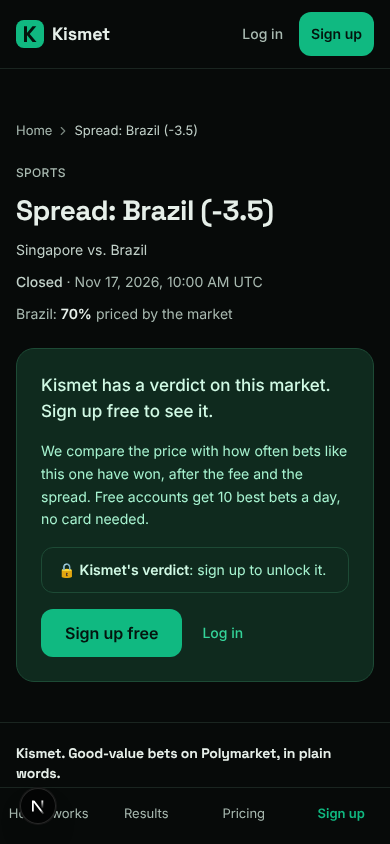 K Kismet
Log in
Sign up
Home > Spread: Brazil (-3.5)
SPORTS
Spread: Brazil (-3.5)
Singapore vs. Brazil
Closed · Nov 17, 2026, 10:00 AM UTC
Brazil: 70% priced by the market
Kismet has a verdict on this market.
Sign up free to see it.
We compare the price with how often bets like
this one have won, after the fee and the
spread. Free accounts get 10 best bets a day,
no card needed.
🔒 Kismet's verdict: sign up to unlock it.
Sign up free
Log in
Kismet. Good-value bets on Polymarket, in plain
words.
N
works
Results
Pricing
Sign up